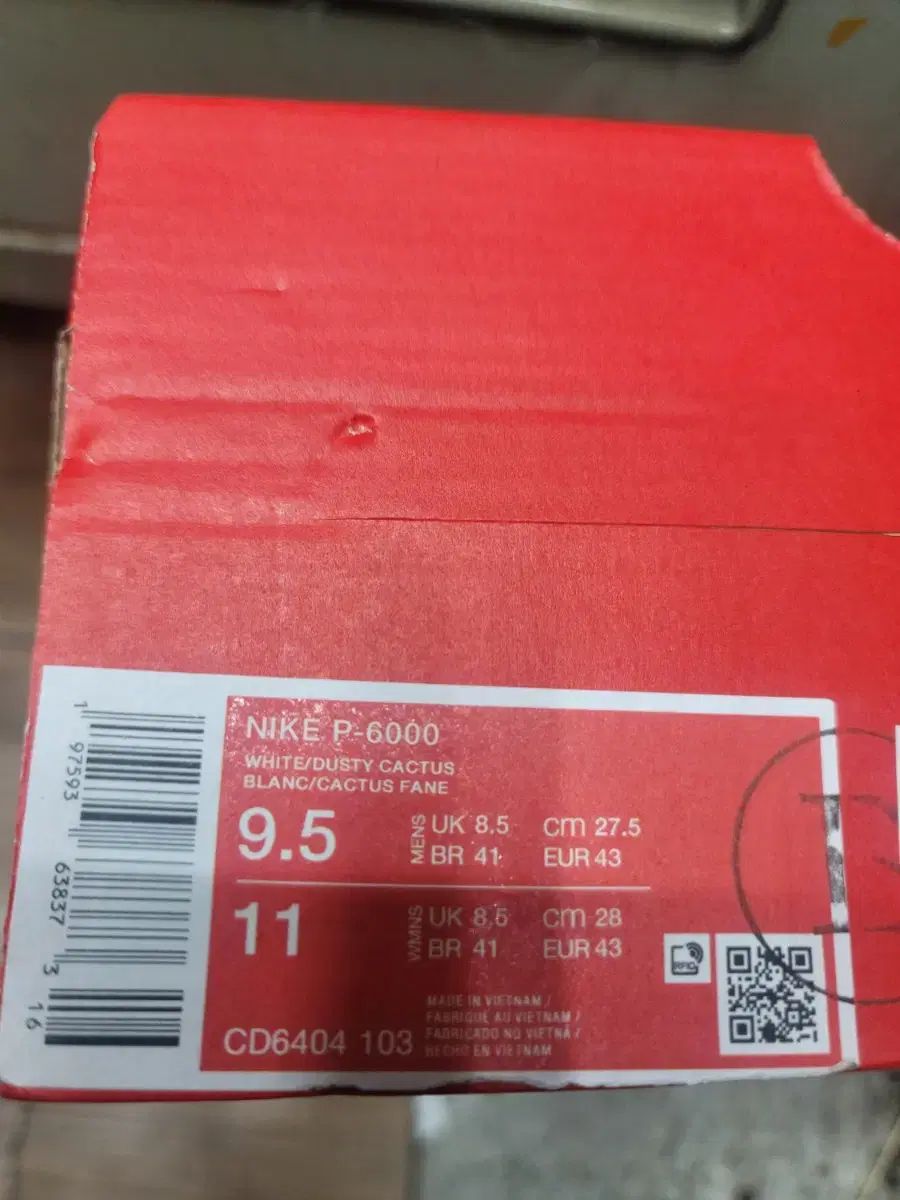 NIKE P-6000
WHITE/DUSTY CACTUS
BLANC/CACTUS FANE
9.5 MENS UK 8.5 cm 27.5
BR 41 EUR 43
11 WMNS UK 8.5 cm 28
BR 41 EUR 43
MADE IN VIETNAM /
FABRIQUÉ AU VIETNAM /
FABRICADO NO VIETNÃ /
HECHO EN VIETNAM
CD6404 103
RFID
1 97593 63837 3 16